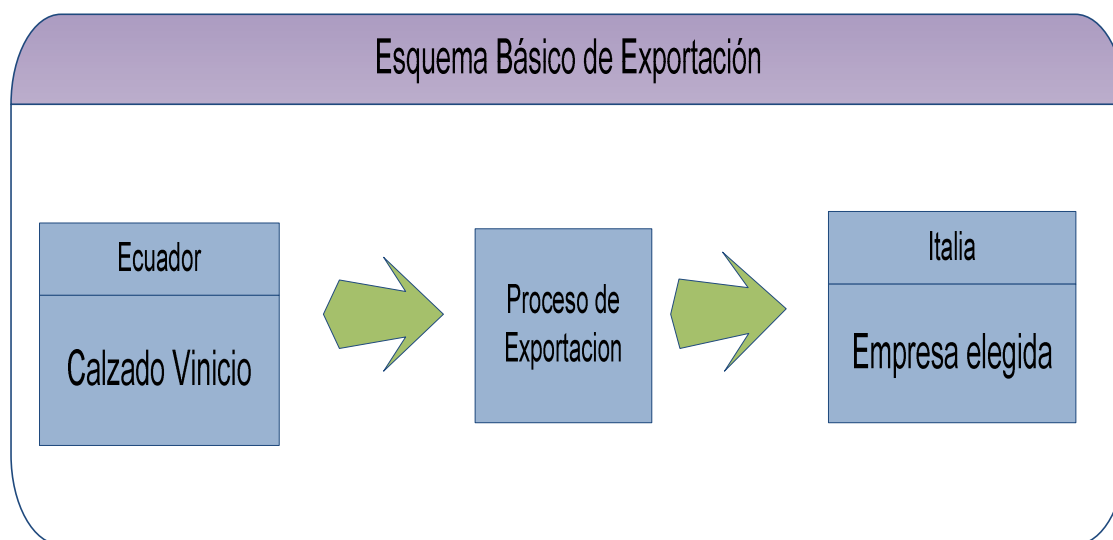 Esquema Básico de Exportación
Ecuador
Calzado Vinicio
Proceso de
Exportacion
Italia
Empresa elegida